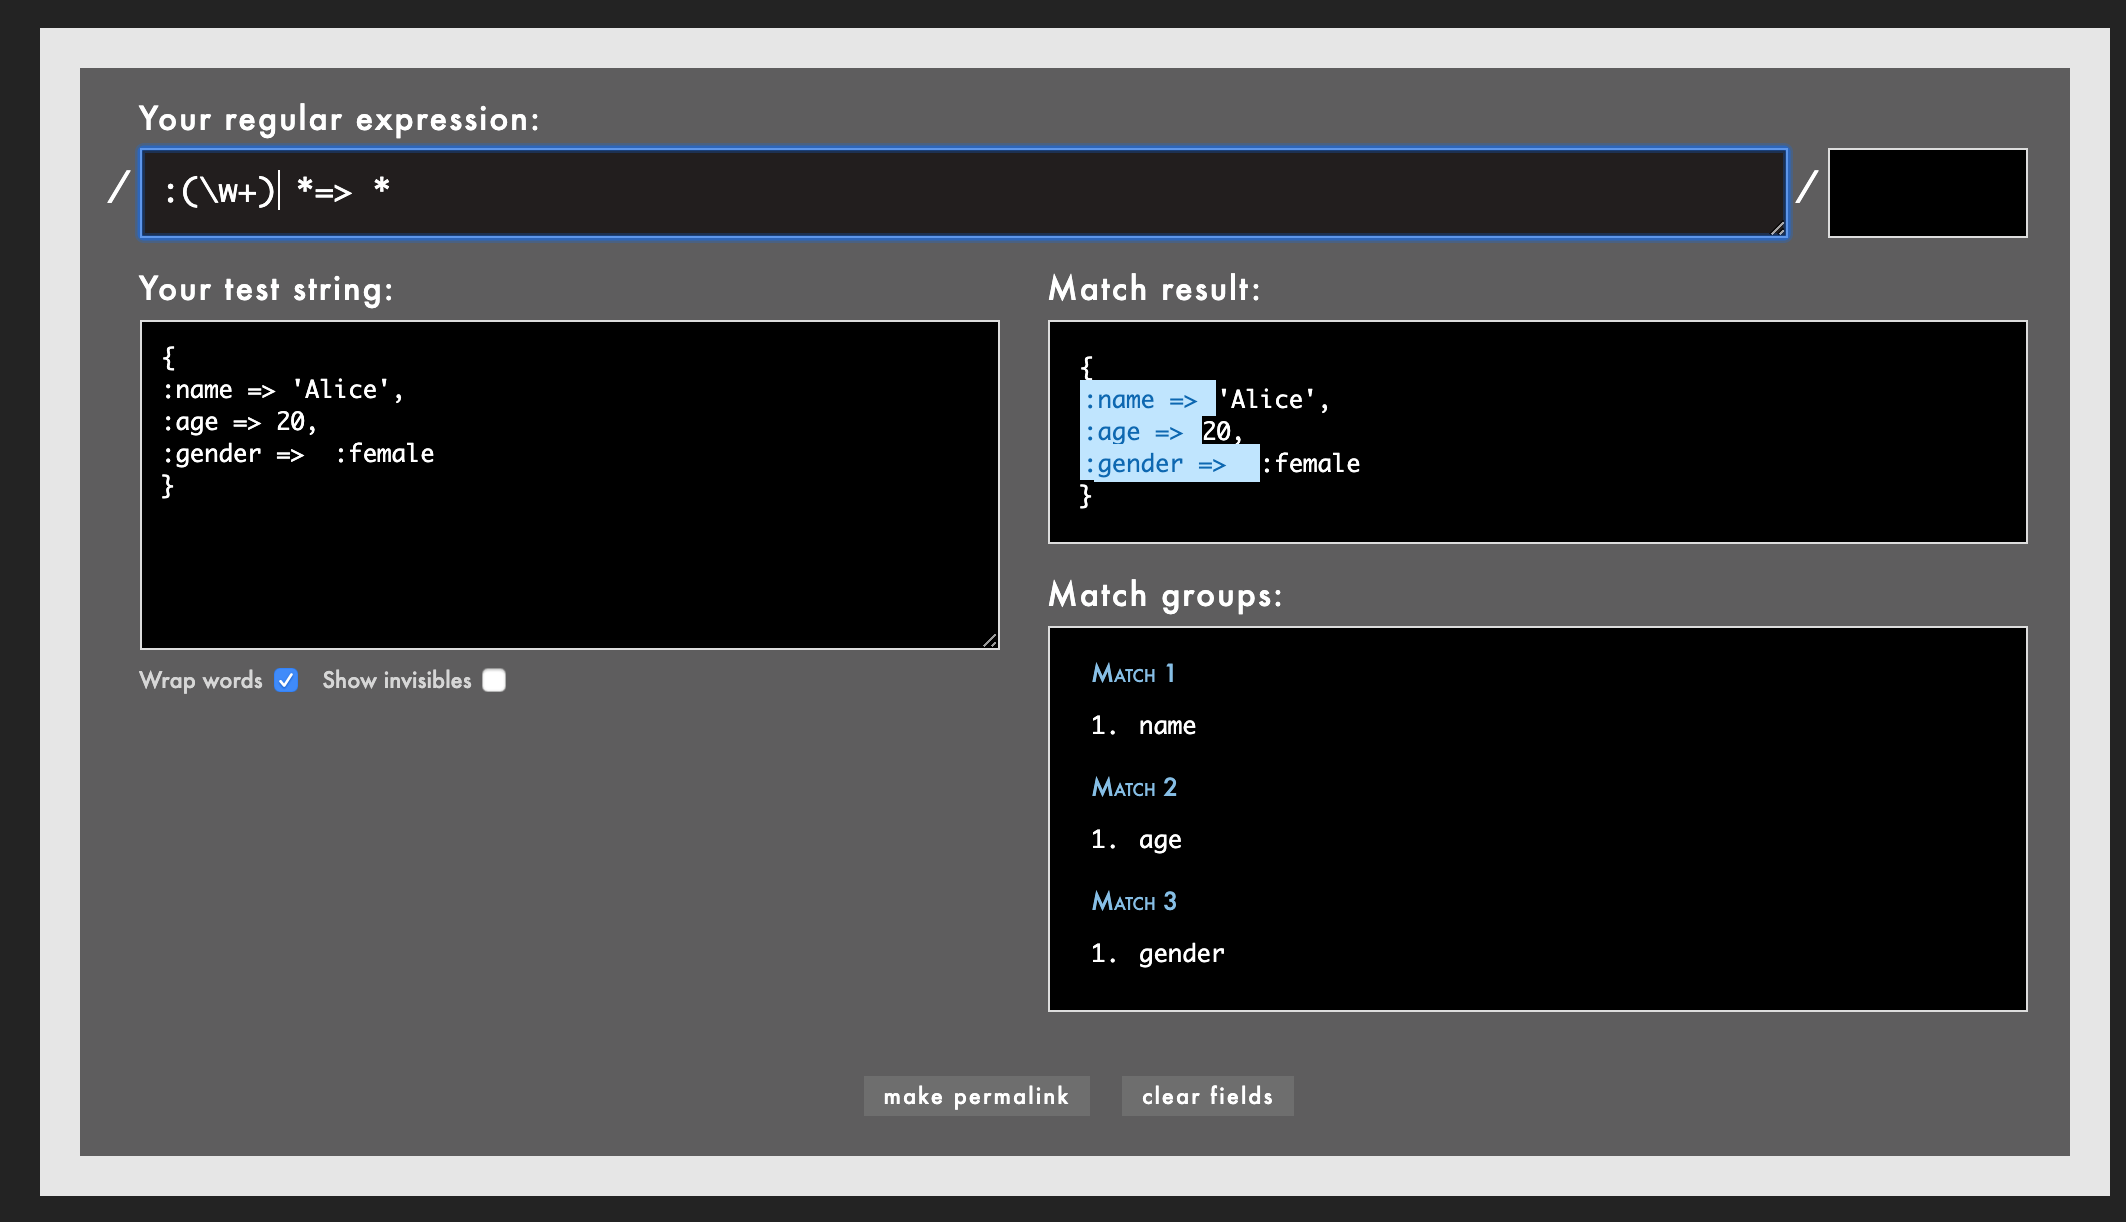 Your regular expression:
/ :(\w+) *=> * /
Your test string:
{
:name => 'Alice',
:age => 20,
:gender =>  :female
}
Wrap words Show invisibles
Match result:
{
:name => 'Alice',
:age => 20,
:gender =>  :female
}
Match groups:
Match 1
1. name
Match 2
1. age
Match 3
1. gender
make permalink clear fields